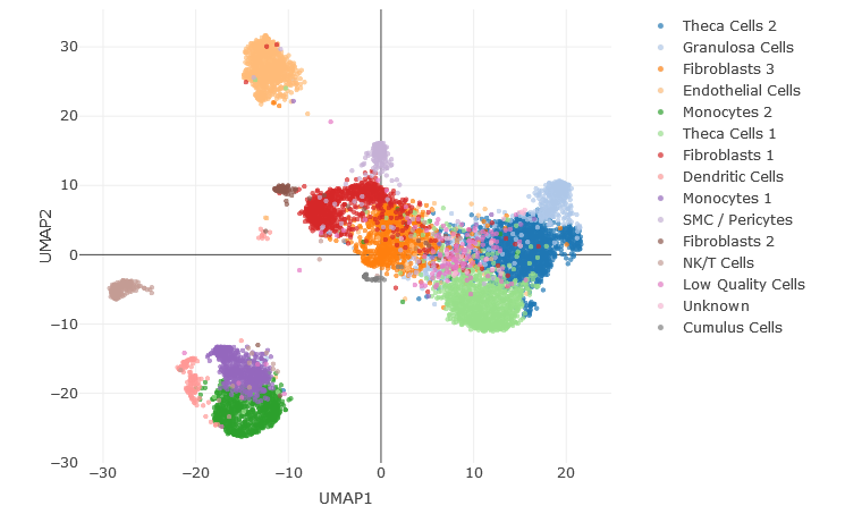 30
20
10
0
−10
−20
−30
UMAP2
−30
−20
−10
0
10
20
UMAP1
Theca Cells 2
Granulosa Cells
Fibroblasts 3
Endothelial Cells
Monocytes 2
Theca Cells 1
Fibroblasts 1
Dendritic Cells
Monocytes 1
SMC / Pericytes
Fibroblasts 2
NK/T Cells
Low Quality Cells
Unknown
Cumulus Cells